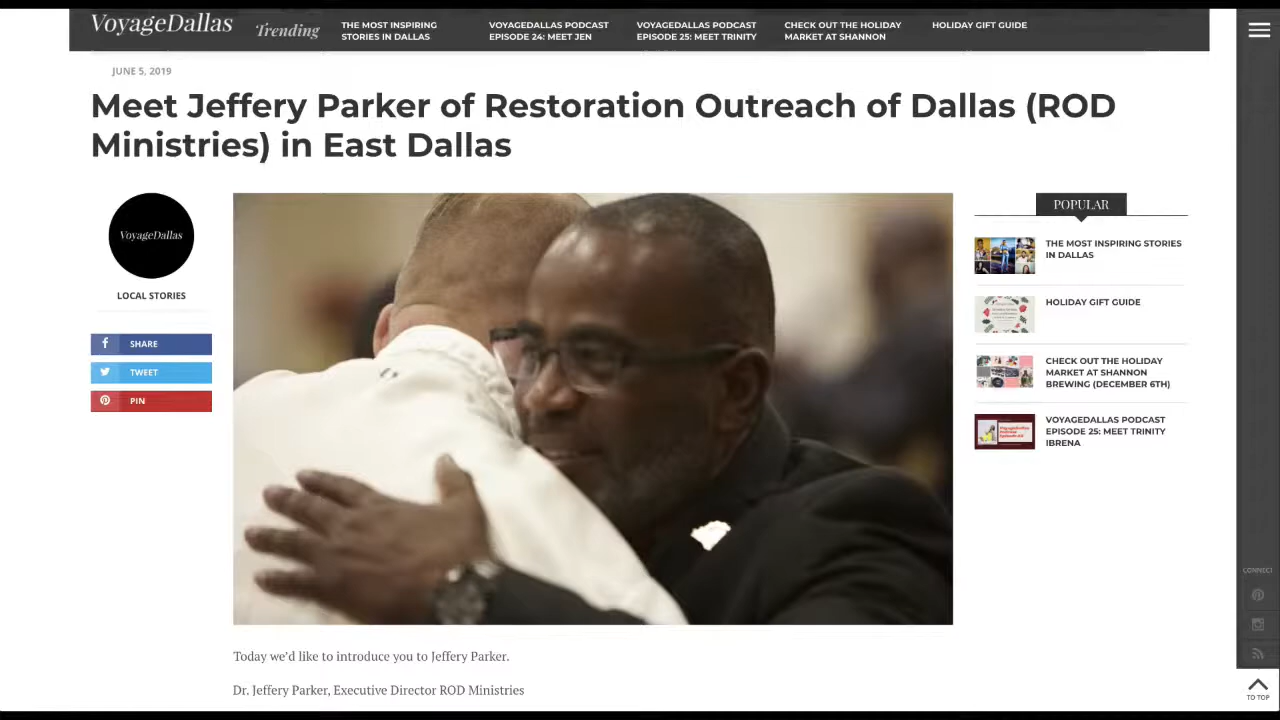 VoyageDallas
Trending
THE MOST INSPIRING
STORIES IN DALLAS
VOYAGEDALLAS PODCAST
EPISODE 24: MEET JEN
VOYAGEDALLAS PODCAST
EPISODE 25: MEET TRINITY
CHECK OUT THE HOLIDAY
MARKET AT SHANNON
HOLIDAY GIFT GUIDE
JUNE 5, 2019
Meet Jeffery Parker of Restoration Outreach of Dallas (ROD
Ministries) in East Dallas
VoyageDallas
LOCAL STORIES
SHARE
TWEET
PIN
POPULAR
THE MOST INSPIRING STORIES
IN DALLAS
HOLIDAY GIFT GUIDE
CHECK OUT THE HOLIDAY
MARKET AT SHANNON
BREWING (DECEMBER 6TH)
VOYAGEDALLAS PODCAST
EPISODE 25: MEET TRINITY
IBRENA
CONNECT
TO TOP
Today we’d like to introduce you to Jeffery Parker.
Dr. Jeffery Parker, Executive Director ROD Ministries